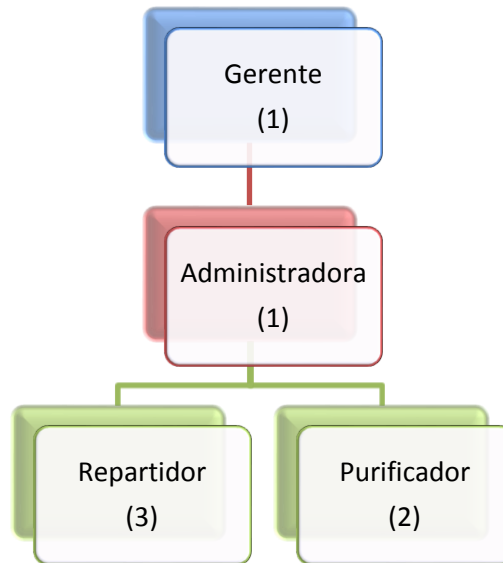 Gerente
(1)
Administradora
(1)
Repartidor
(3)
Purificador
(2)